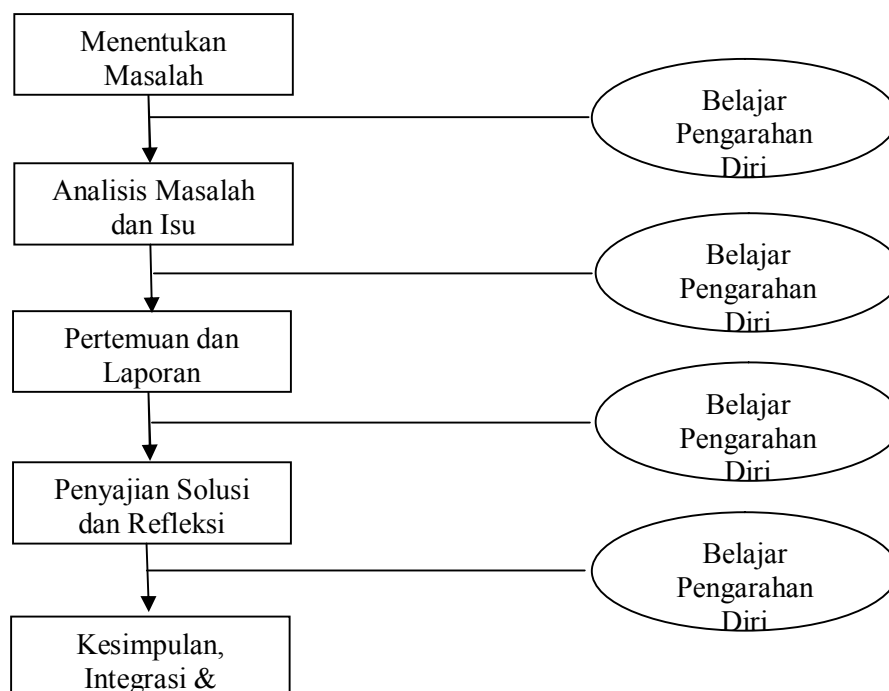 Menentukan
Masalah
Belajar
Pengarahan
Diri
Analisis Masalah
dan Isu
Belajar
Pengarahan
Diri
Pertemuan dan
Laporan
Belajar
Pengarahan
Diri
Penyajian Solusi
dan Refleksi
Belajar
Pengarahan
Diri
Kesimpulan,
Integrasi &